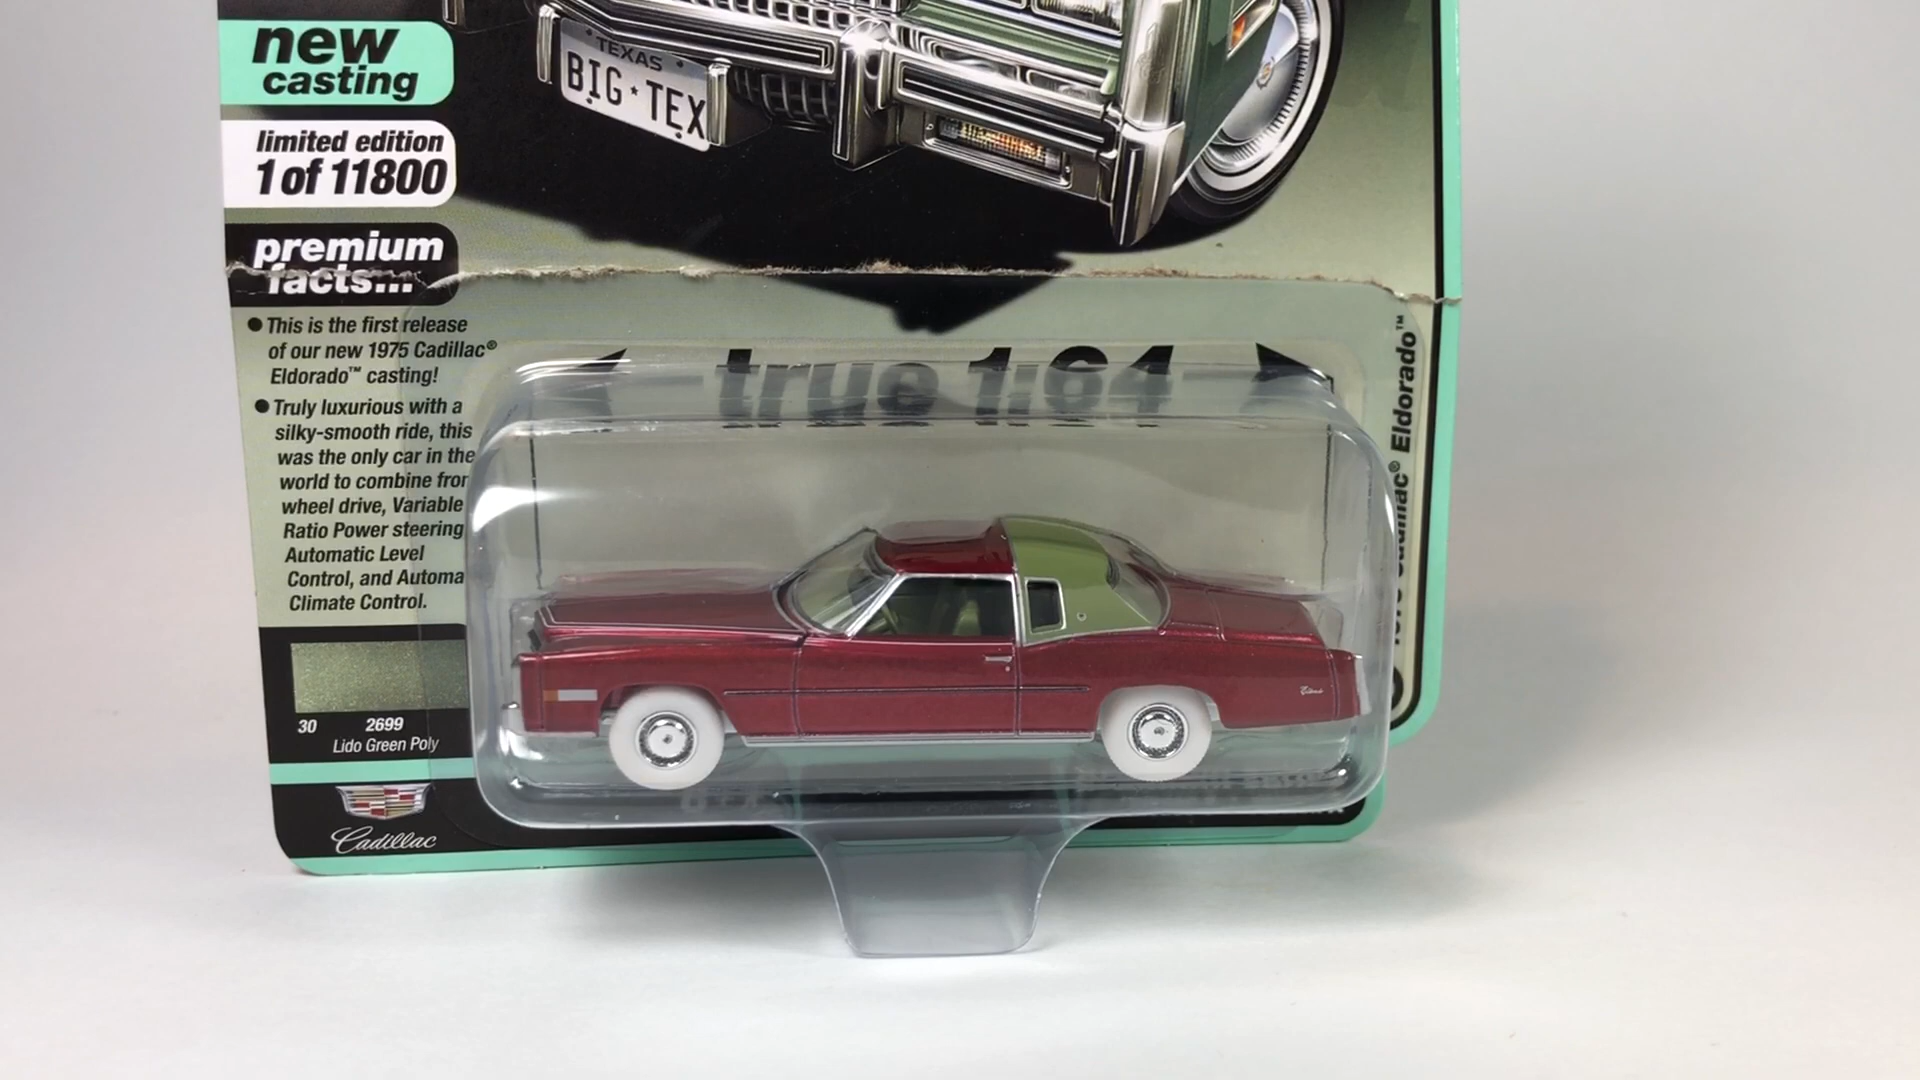 new
casting
TEXAS
BIG★TEX
limited edition
1 of 11800
premium
facts...
● This is the first release
of our new 1975 Cadillac®
Eldorado™ casting!
● Truly luxurious with a
silky-smooth ride, this
was the only car in the
world to combine
wheel drive, Variable
Ratio Power steering
Automatic Level
Control, and Automa
Climate Control.
true 1:64
Cadillac® Eldorado™
30 2699
Lido Green Poly
Cadillac